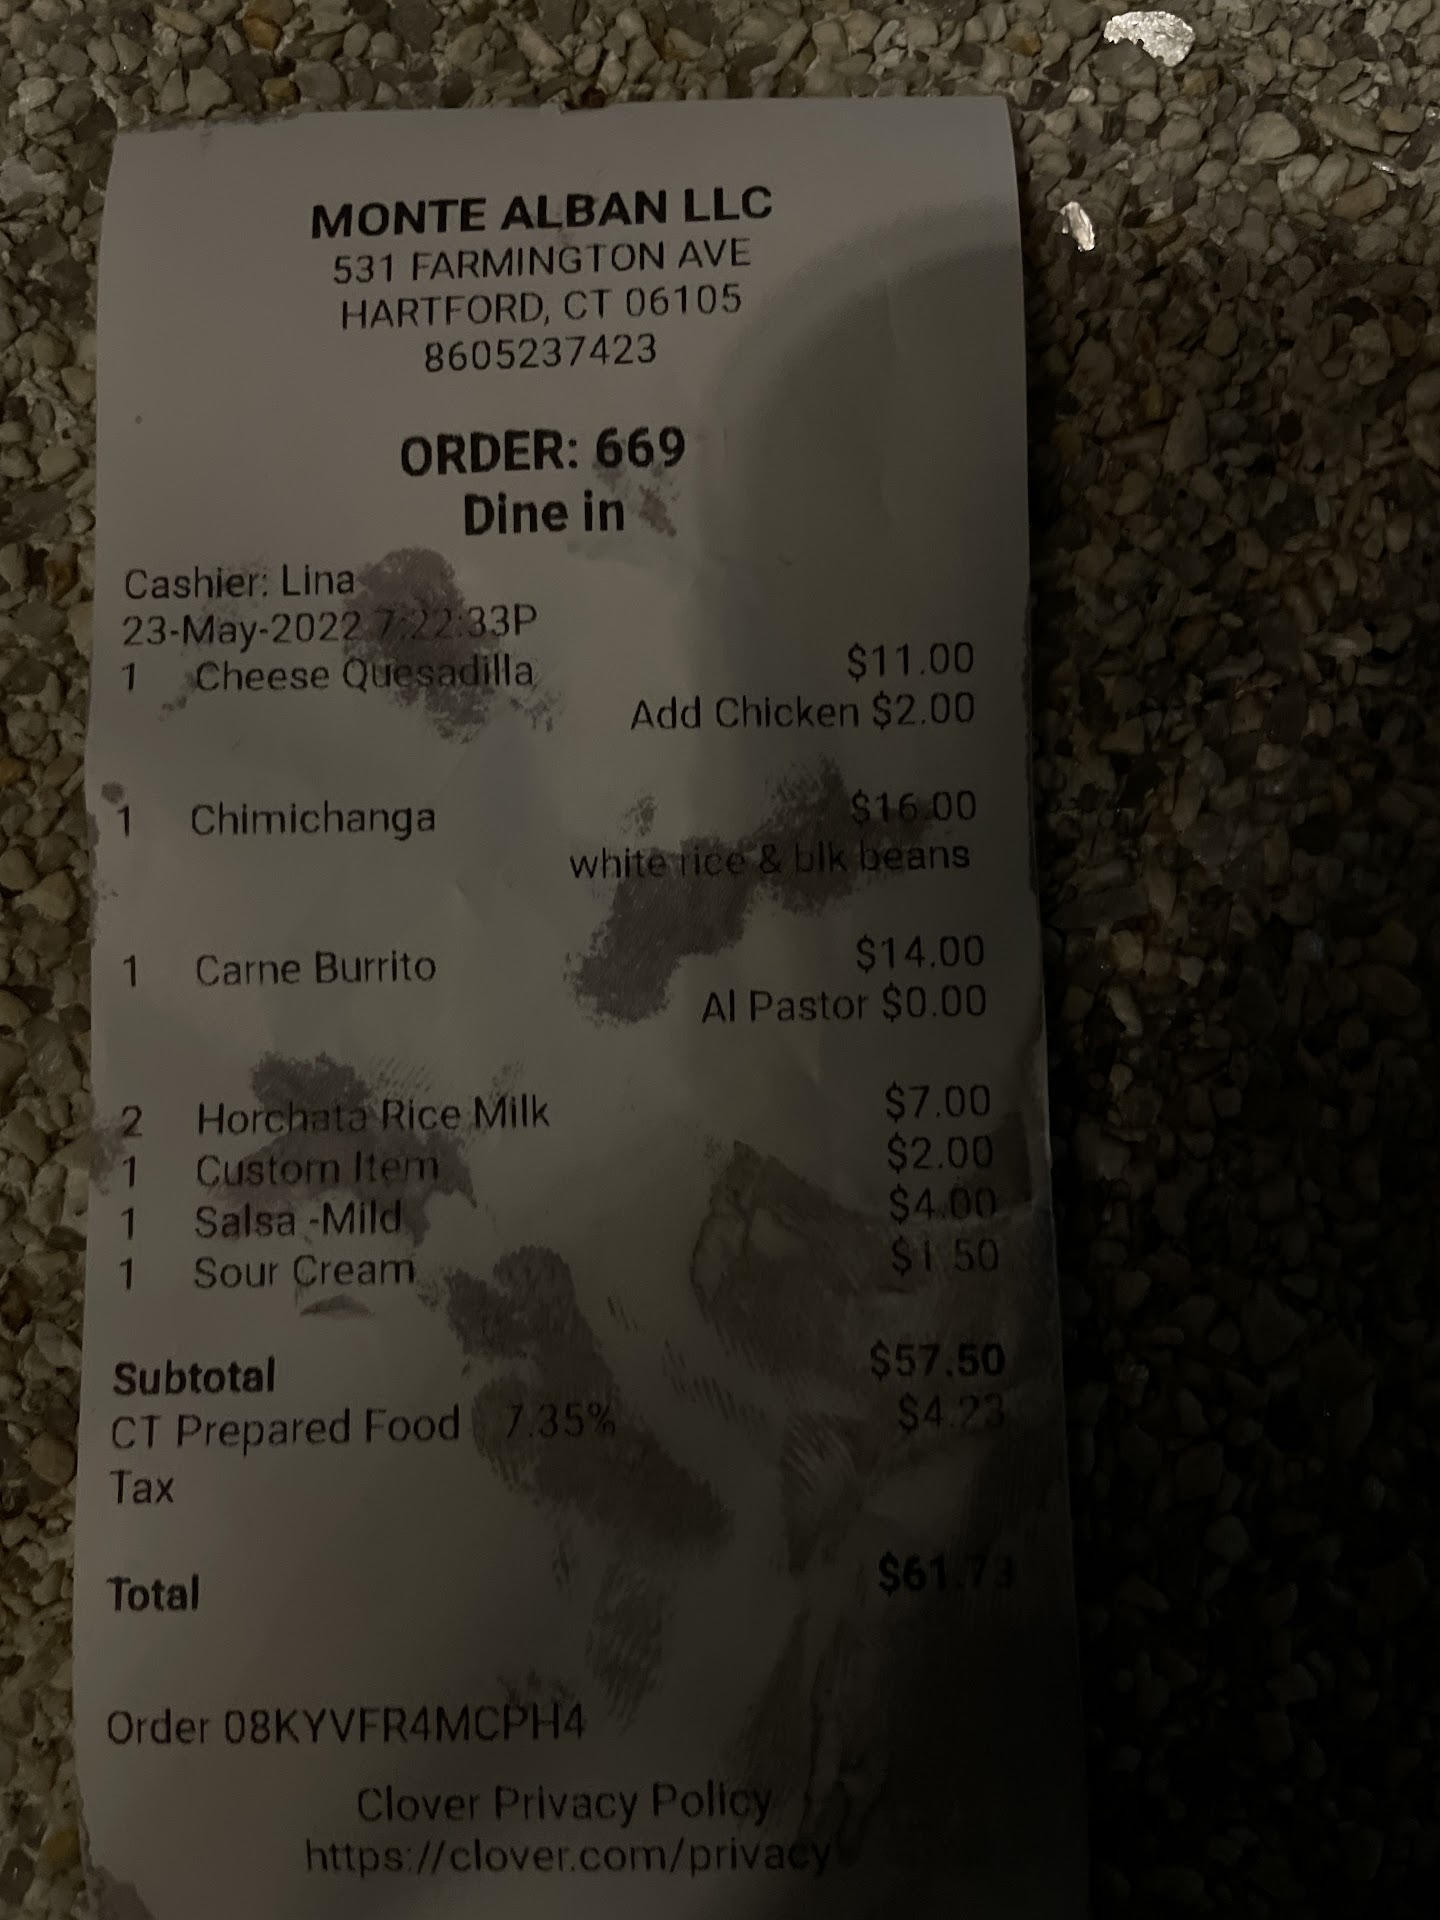 MONTE ALBAN LLC
531 FARMINGTON AVE
HARTFORD, CT 06105
8605237423
ORDER: 669
Dine in
Cashier: Lina
23-May-2022 7:22:33P
1 Cheese Quesadilla $11.00
Add Chicken $2.00
1 Chimichanga $16.00
white rice & blk beans
1 Carne Burrito $14.00
Al Pastor $0.00
2 Horchata Rice Milk $7.00
1 Custom Item $2.00
1 Salsa -Mild $4.00
1 Sour Cream $1.50
Subtotal $57.50
CT Prepared Food 7.35% $4.23
Tax
Total $61.73
Order 08KYVFR4MCPH4
Clover Privacy Policy
https://clover.com/privacy